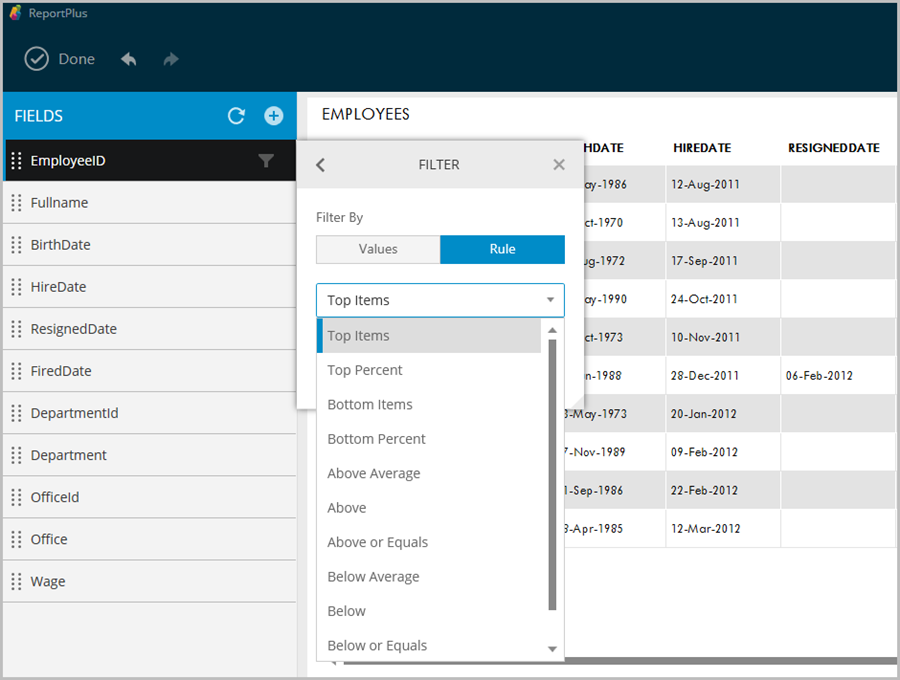 ReportPlus
Done
FIELDS
EmployeeID
Fullname
BirthDate
HireDate
ResignedDate
FiredDate
DepartmentId
Department
OfficeId
Office
Wage
FILTER
Filter By
Values Rule
Top Items
Top Items
Top Percent
Bottom Items
Bottom Percent
Above Average
Above
Above or Equals
Below Average
Below
Below or Equals
EMPLOYEES
HDATE HIREDATE RESIGNEDDATE
ay-1986 12-Aug-2011
ct-1970 13-Aug-2011
ug-1972 17-Sep-2011
ay-1990 24-Oct-2011
ct-1973 10-Nov-2011
n-1988 28-Dec-2011 06-Feb-2012
3-May-1973 20-Jan-2012
7-Nov-1989 09-Feb-2012
1-Sep-1986 22-Feb-2012
3-Apr-1985 12-Mar-2012